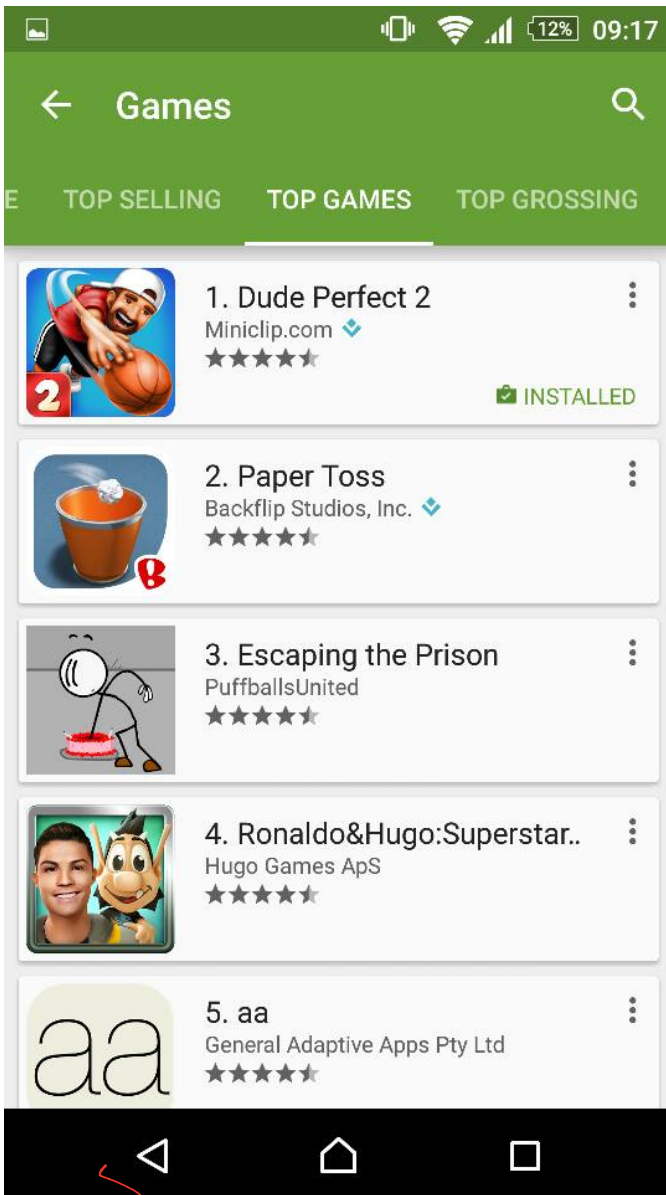 12% 09:17
Games
E TOP SELLING TOP GAMES TOP GROSSING
1. Dude Perfect 2
Miniclip.com
2
INSTALLED
2. Paper Toss
Backflip Studios, Inc.
B
3. Escaping the Prison
PuffballsUnited
4. Ronaldo&Hugo:Superstar..
Hugo Games ApS
5. aa
aa
General Adaptive Apps Pty Ltd